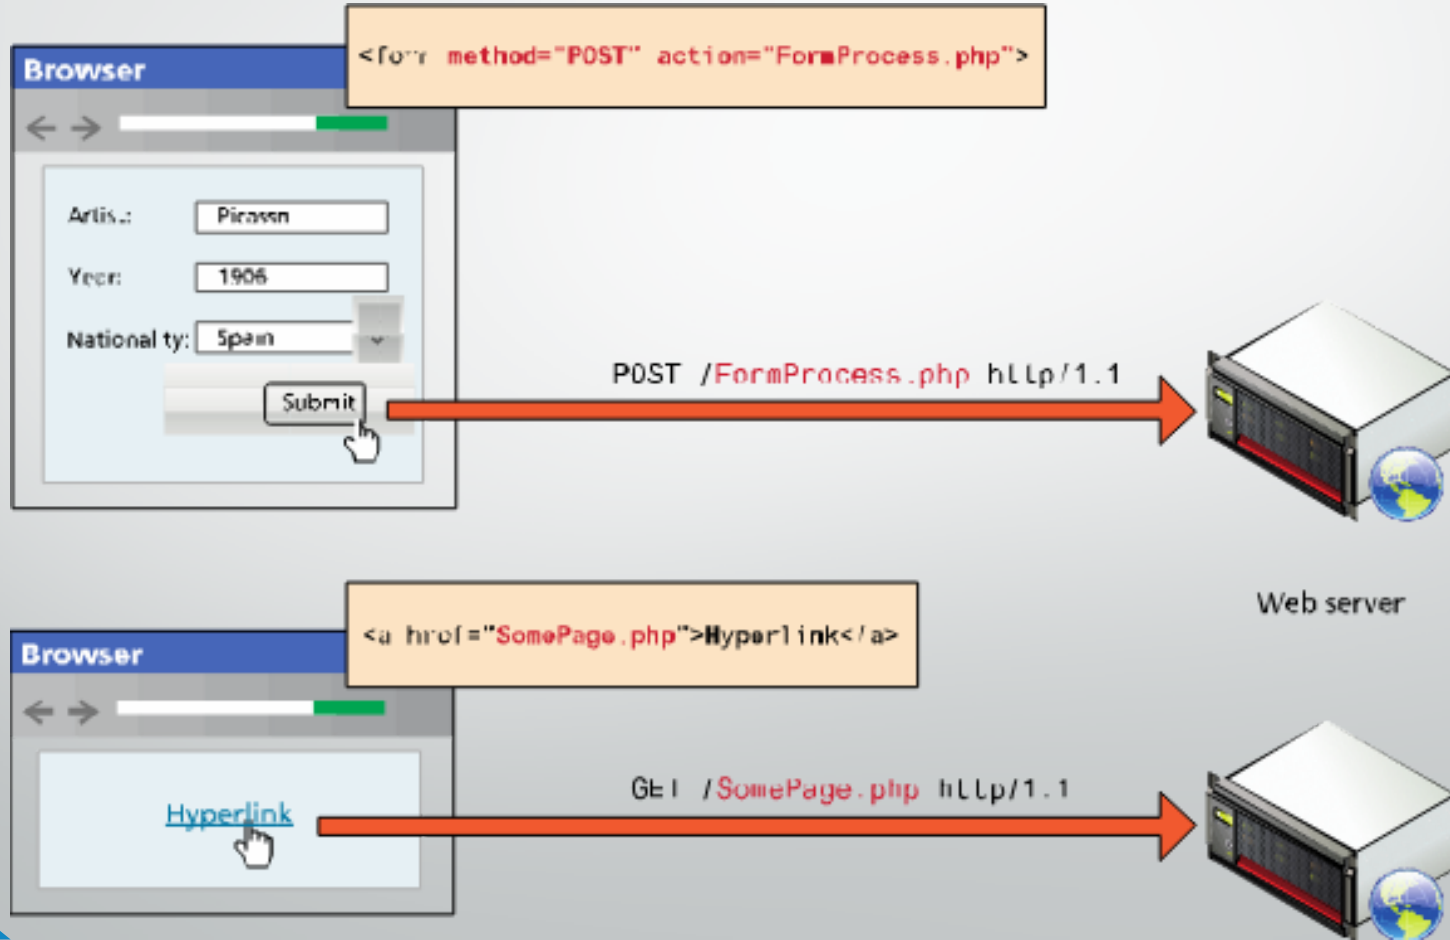 <form method="POST" action="FormProcess.php">
Browser
Artist:
Picasso
Year:
1906
Nationality:
Spain
Submit
POST /FormProcess.php http/1.1
Web server
<a href="SomePage.php">Hyperlink</a>
Browser
Hyperlink
GET /SomePage.php http/1.1